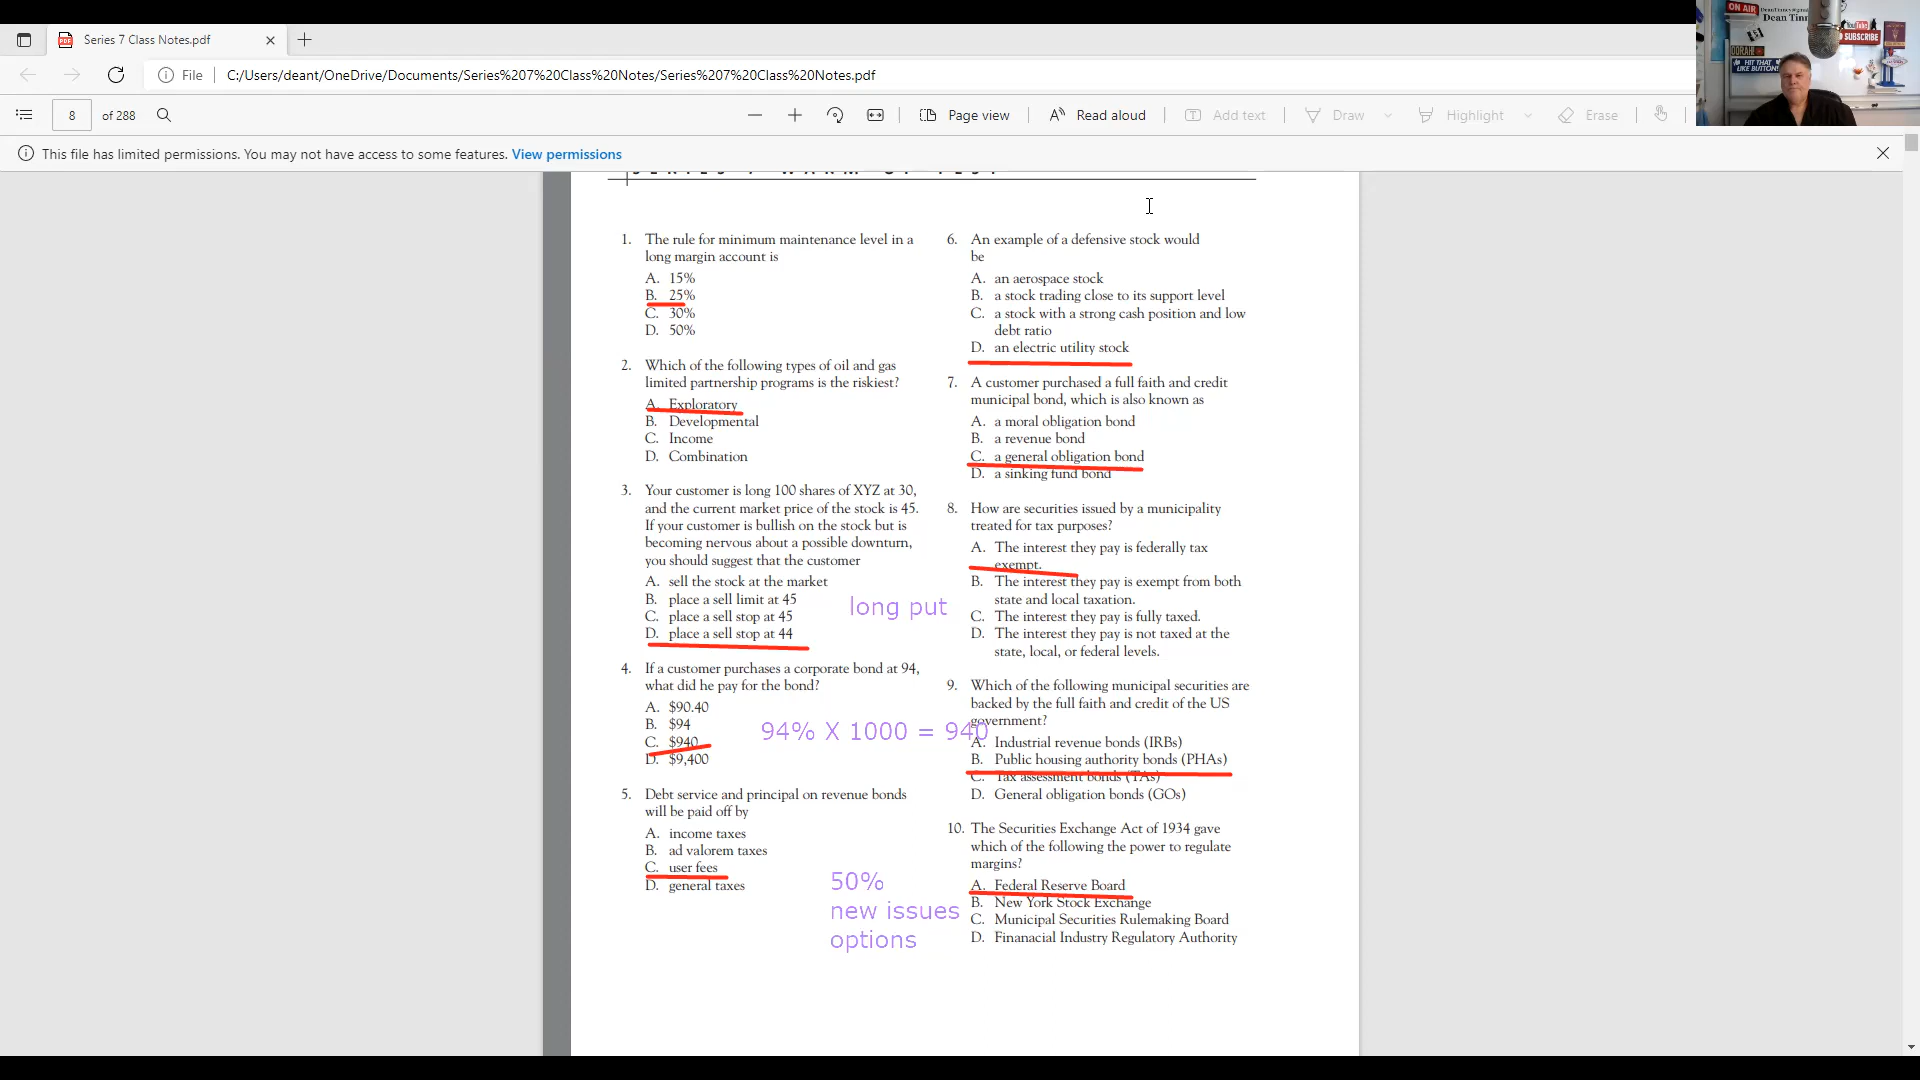 Series 7 Class Notes.pdf
File
C:/Users/deant/OneDrive/Documents/Series%207%20Class%20Notes/Series%207%20Class%20Notes.pdf
8 of 288
Page view
Read aloud
Add text
Draw
Highlight
Erase
This file has limited permissions. You may not have access to some features. View permissions
ON AIR
Dean Tinn
YouTube
SUBSCRIBE
HIT THAT
LIKE BUTTON!
SERIES 7 WARM-UP TEST
1. The rule for minimum maintenance level in a
long margin account is
A. 15%
B. 25%
C. 30%
D. 50%
2. Which of the following types of oil and gas
limited partnership programs is the riskiest?
A. Exploratory
B. Developmental
C. Income
D. Combination
3. Your customer is long 100 shares of XYZ at 30,
and the current market price of the stock is 45.
If your customer is bullish on the stock but is
becoming nervous about a possible downturn,
you should suggest that the customer
A. sell the stock at the market
B. place a sell limit at 45
C. place a sell stop at 45
D. place a sell stop at 44
long put
4. If a customer purchases a corporate bond at 94,
what did he pay for the bond?
A. $90.40
B. $94
C. $940
D. $9,400
94% X 1000 = 940
5. Debt service and principal on revenue bonds
will be paid off by
A. income taxes
B. ad valorem taxes
C. user fees
D. general taxes
50%
new issues
options
6. An example of a defensive stock would
be
A. an aerospace stock
B. a stock trading close to its support level
C. a stock with a strong cash position and low
debt ratio
D. an electric utility stock
7. A customer purchased a full faith and credit
municipal bond, which is also known as
A. a moral obligation bond
B. a revenue bond
C. a general obligation bond
D. a sinking fund bond
8. How are securities issued by a municipality
treated for tax purposes?
A. The interest they pay is federally tax
exempt.
B. The interest they pay is exempt from both
state and local taxation.
C. The interest they pay is fully taxed.
D. The interest they pay is not taxed at the
state, local, or federal levels.
9. Which of the following municipal securities are
backed by the full faith and credit of the US
government?
A. Industrial revenue bonds (IRBs)
B. Public housing authority bonds (PHAs)
C. Tax assessment bonds (TAs)
D. General obligation bonds (GOs)
10. The Securities Exchange Act of 1934 gave
which of the following the power to regulate
margins?
A. Federal Reserve Board
B. New York Stock Exchange
C. Municipal Securities Rulemaking Board
D. Finanacial Industry Regulatory Authority